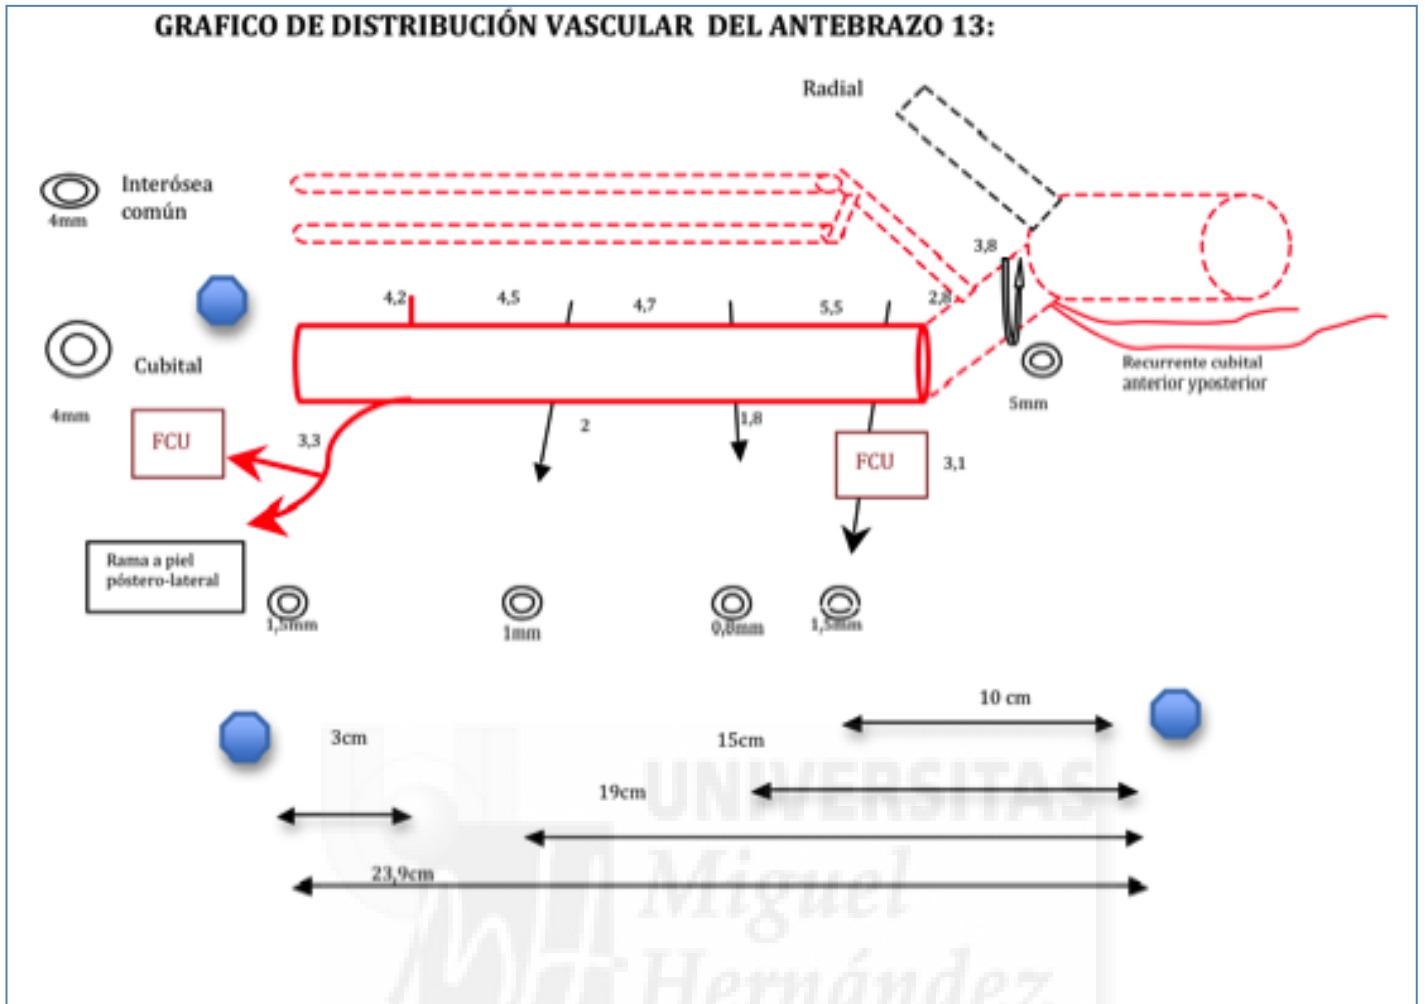 GRAFICO DE DISTRIBUCIÓN VASCULAR DEL ANTEBRAZO 13:
Radial
Interósea
común
4mm
3,8
4,2
4,5
4,7
5,5
2,8
Cubital
4mm
Recurrente cubital
anterior yposterior
5mm
FCU
3,3
2
1,8
FCU
3,1
Rama a piel
póstero-lateral
1,5mm
1mm
0,8mm
1,5mm
10 cm
3cm
15cm
19cm
23,9cm
UNIVERSITAS
Miguel
Hernández